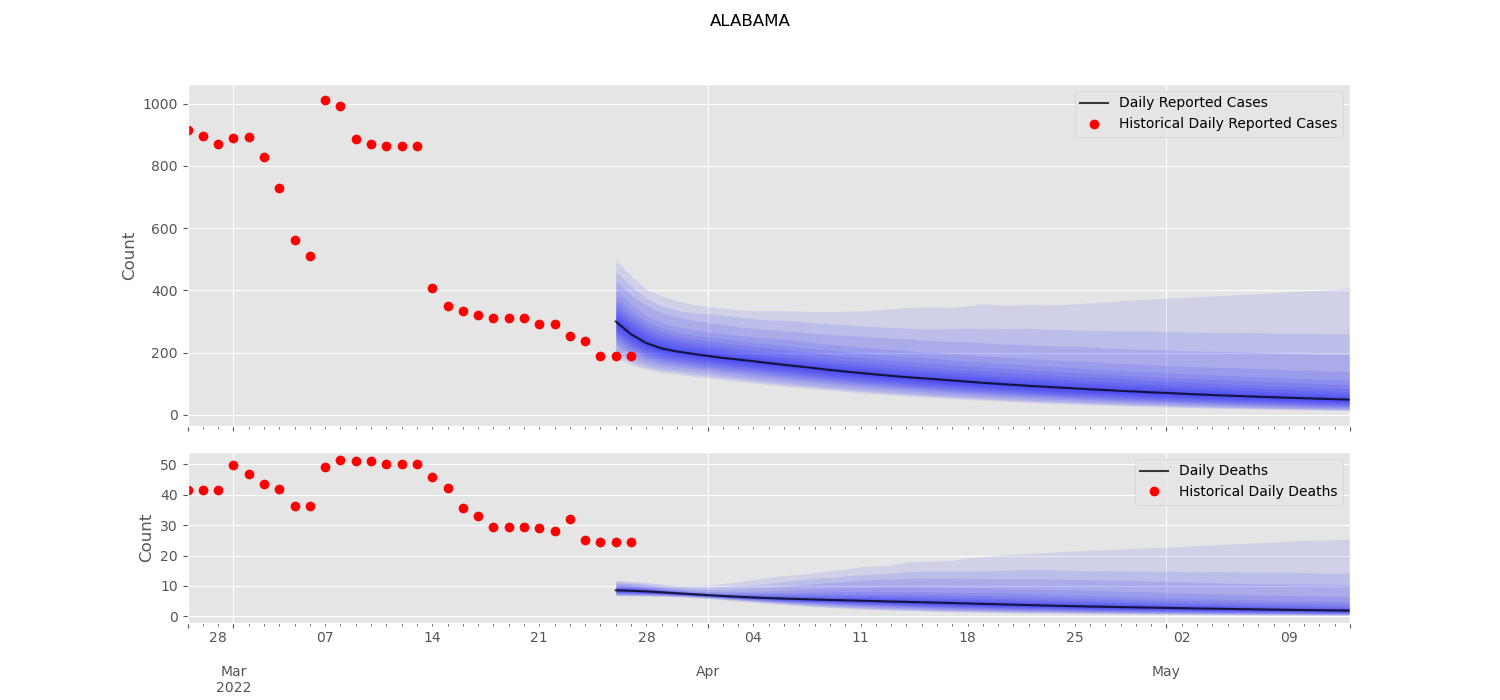 ALABAMA
1000
800
600
400
200
0
Count
Daily Reported Cases
Historical Daily Reported Cases
50
40
30
20
10
0
Count
Daily Deaths
Historical Daily Deaths
28 07 14 21 28 04 11 18 25 02 09
Mar Apr May
2022